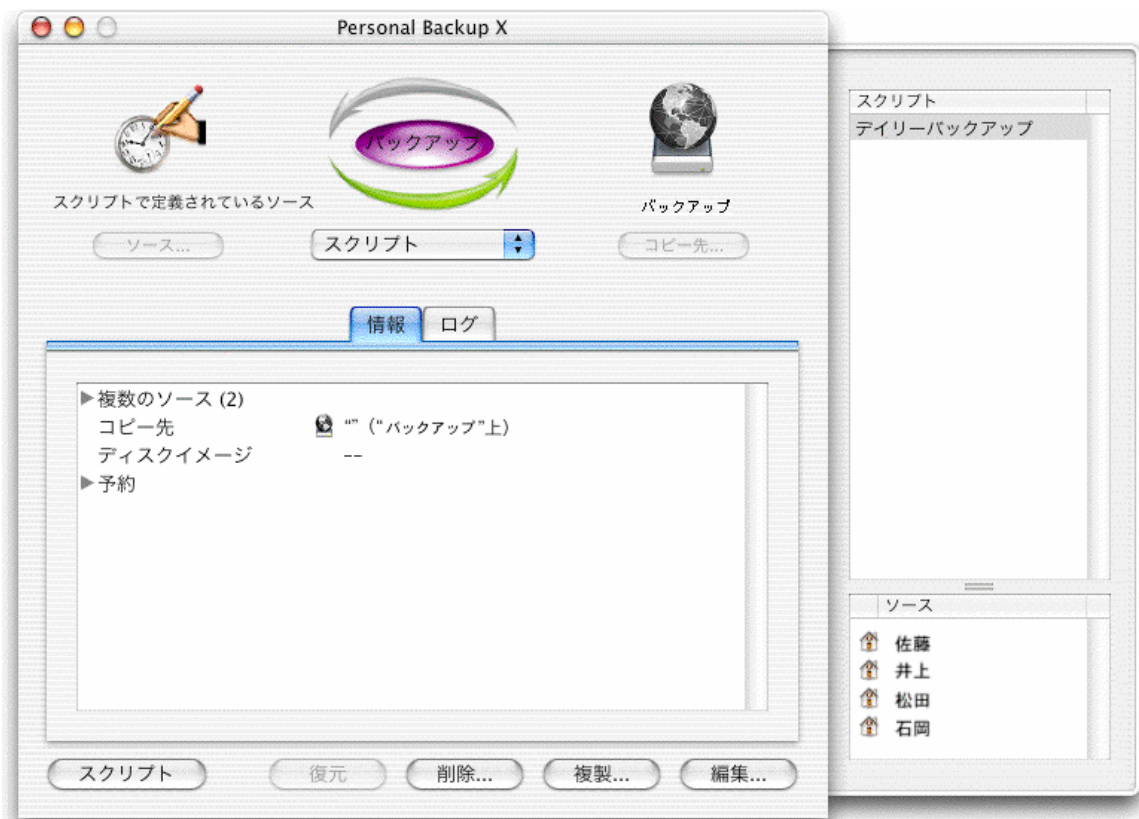 Personal Backup X
バックアップ
スクリプトで定義されているソース
バックアップ
ソース...
スクリプト
コピー先...
情報
ログ
複数のソース (2)
コピー先 “”（“バックアップ”上）
ディスクイメージ --
予約
スクリプト
復元
削除...
複製...
編集...
スクリプト
デイリーバックアップ
ソース
佐藤
井上
松田
石岡